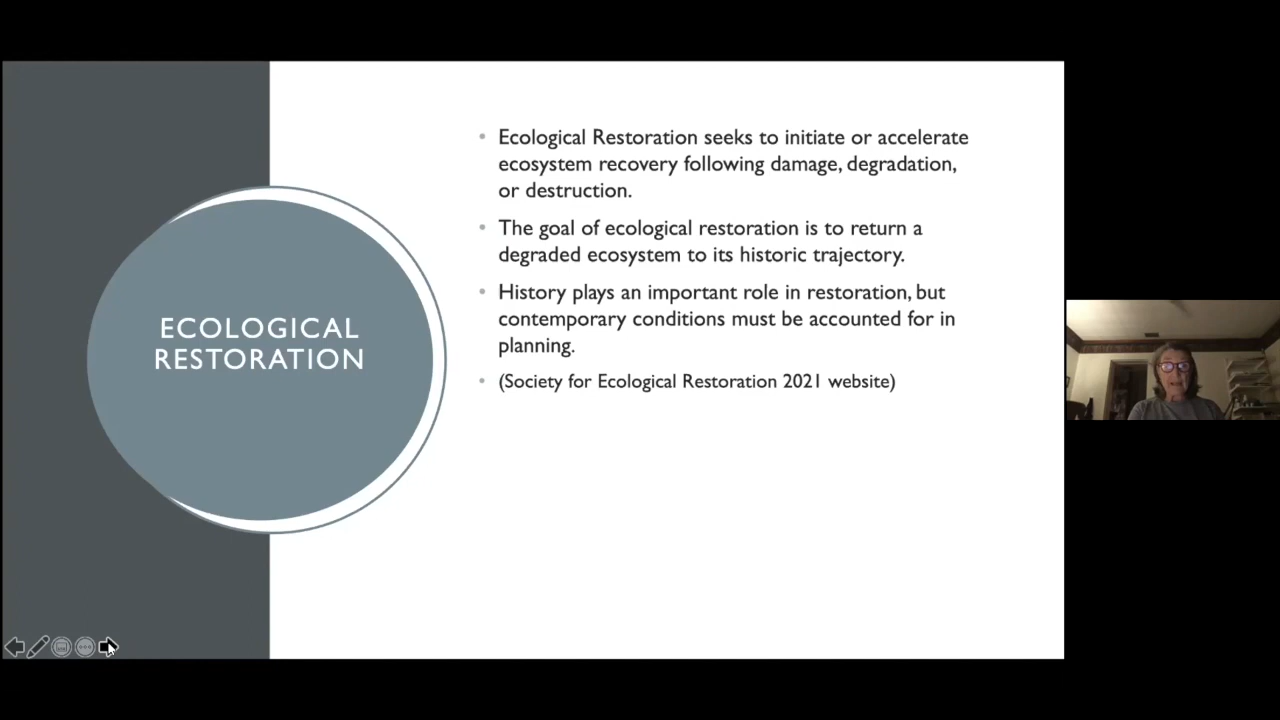 ECOLOGICAL
RESTORATION
• Ecological Restoration seeks to initiate or accelerate
ecosystem recovery following damage, degradation,
or destruction.
• The goal of ecological restoration is to return a
degraded ecosystem to its historic trajectory.
• History plays an important role in restoration, but
contemporary conditions must be accounted for in
planning.
• (Society for Ecological Restoration 2021 website)